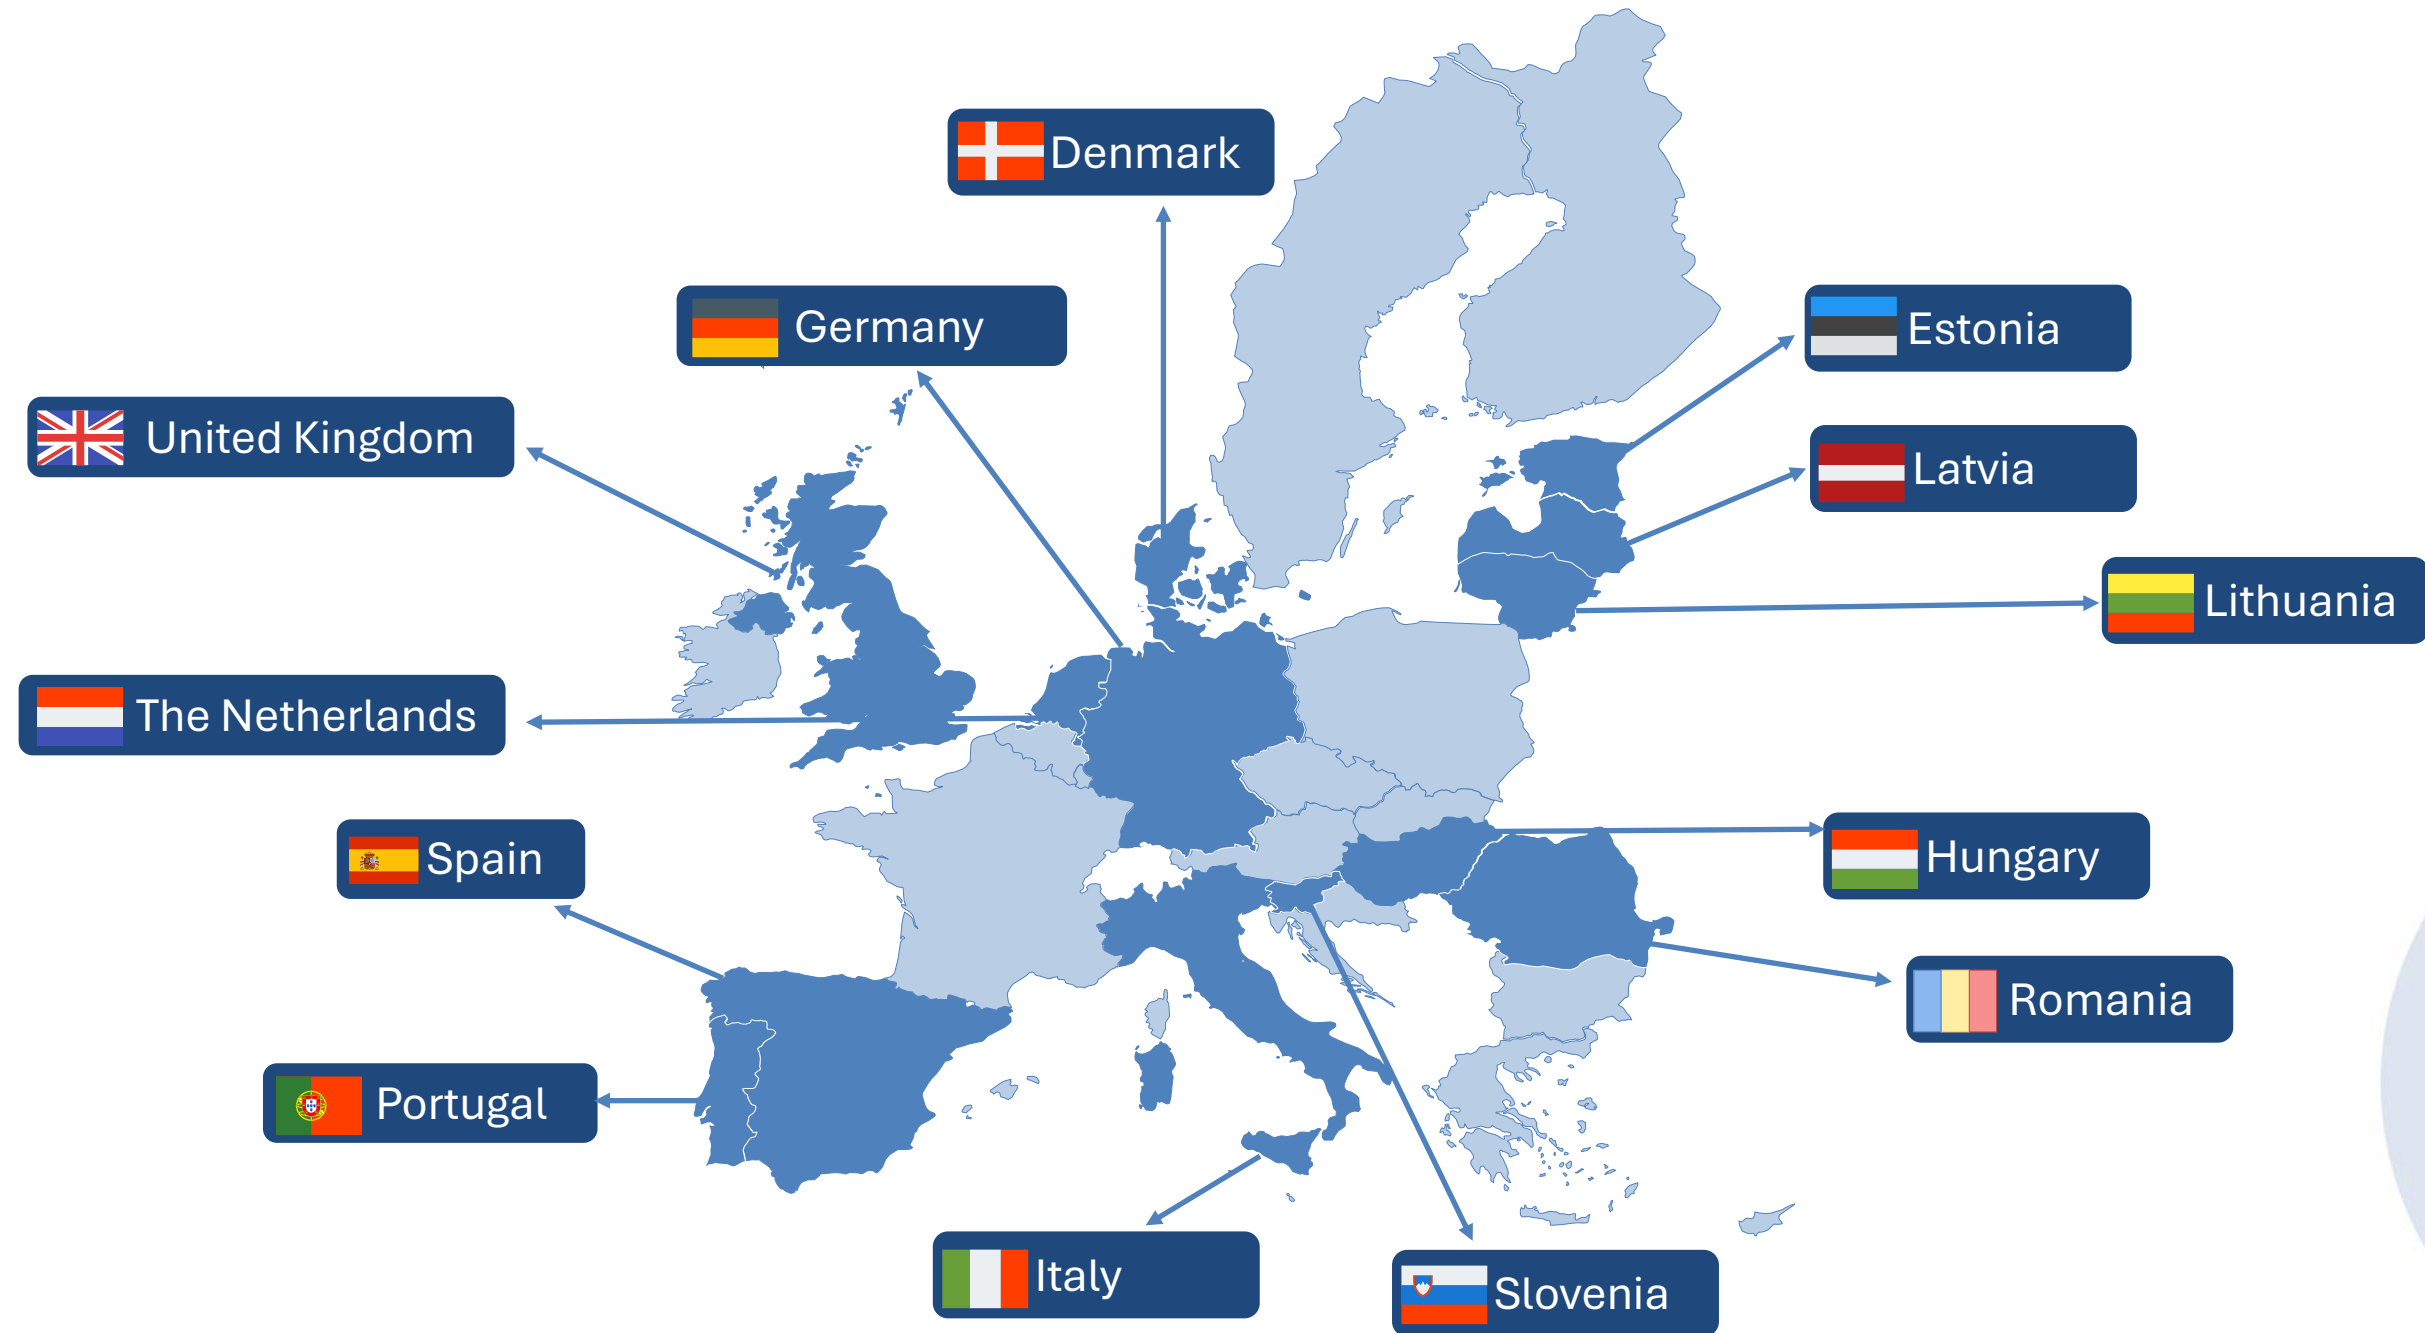 Denmark
Germany
Estonia
United Kingdom
Latvia
Lithuania
The Netherlands
Spain
Hungary
Romania
Portugal
Italy
Slovenia